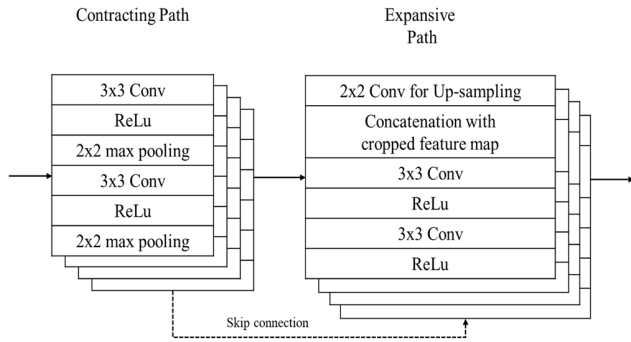 Contracting Path
Expansive
Path
3x3 Conv
ReLu
2x2 max pooling
3x3 Conv
ReLu
2x2 max pooling
2x2 Conv for Up-sampling
Concatenation with
cropped feature map
3x3 Conv
ReLu
3x3 Conv
ReLu
Skip connection